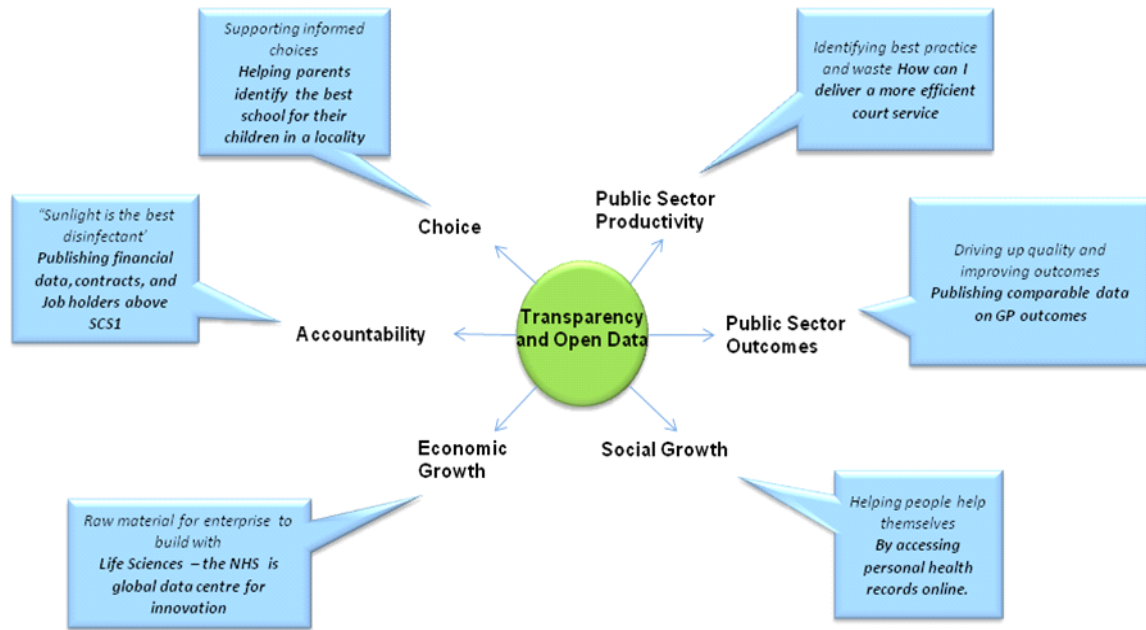 Supporting informed
choices
Helping parents
identify the best
school for their
children in a locality
Identifying best practice
and waste How can I
deliver a more efficient
court service
Choice
Public Sector
Productivity
"Sunlight is the best
disinfectant'
Publishing financial
data, contracts, and
Job holders above
SCS1
Driving up quality and
improving outcomes
Publishing comparable data
on GP outcomes
Accountability
Transparency
and Open Data
Public Sector
Outcomes
Economic
Growth
Social Growth
Raw material for enterprise to
build with
Life Sciences – the NHS is
global data centre for
innovation
Helping people help
themselves
By accessing
personal health
records online.